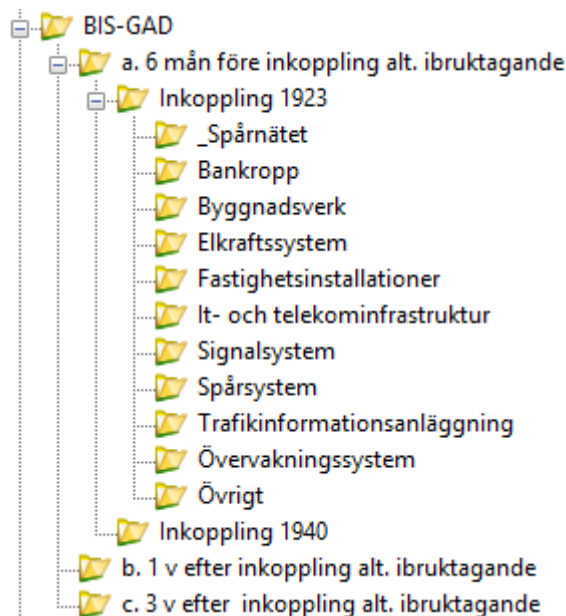 BIS-GAD
a. 6 mån före inkoppling alt. ibruktagande
Inkoppling 1923
_Spårnätet
Bankropp
Byggnadsverk
Elkraftssystem
Fastighetsinstallationer
It- och telekominfrastruktur
Signalsystem
Spårsystem
Trafikinformationsanläggning
Övervakningssystem
Övrigt
Inkoppling 1940
b. 1 v efter inkoppling alt. ibruktagande
c. 3 v efter  inkoppling alt. ibruktagande